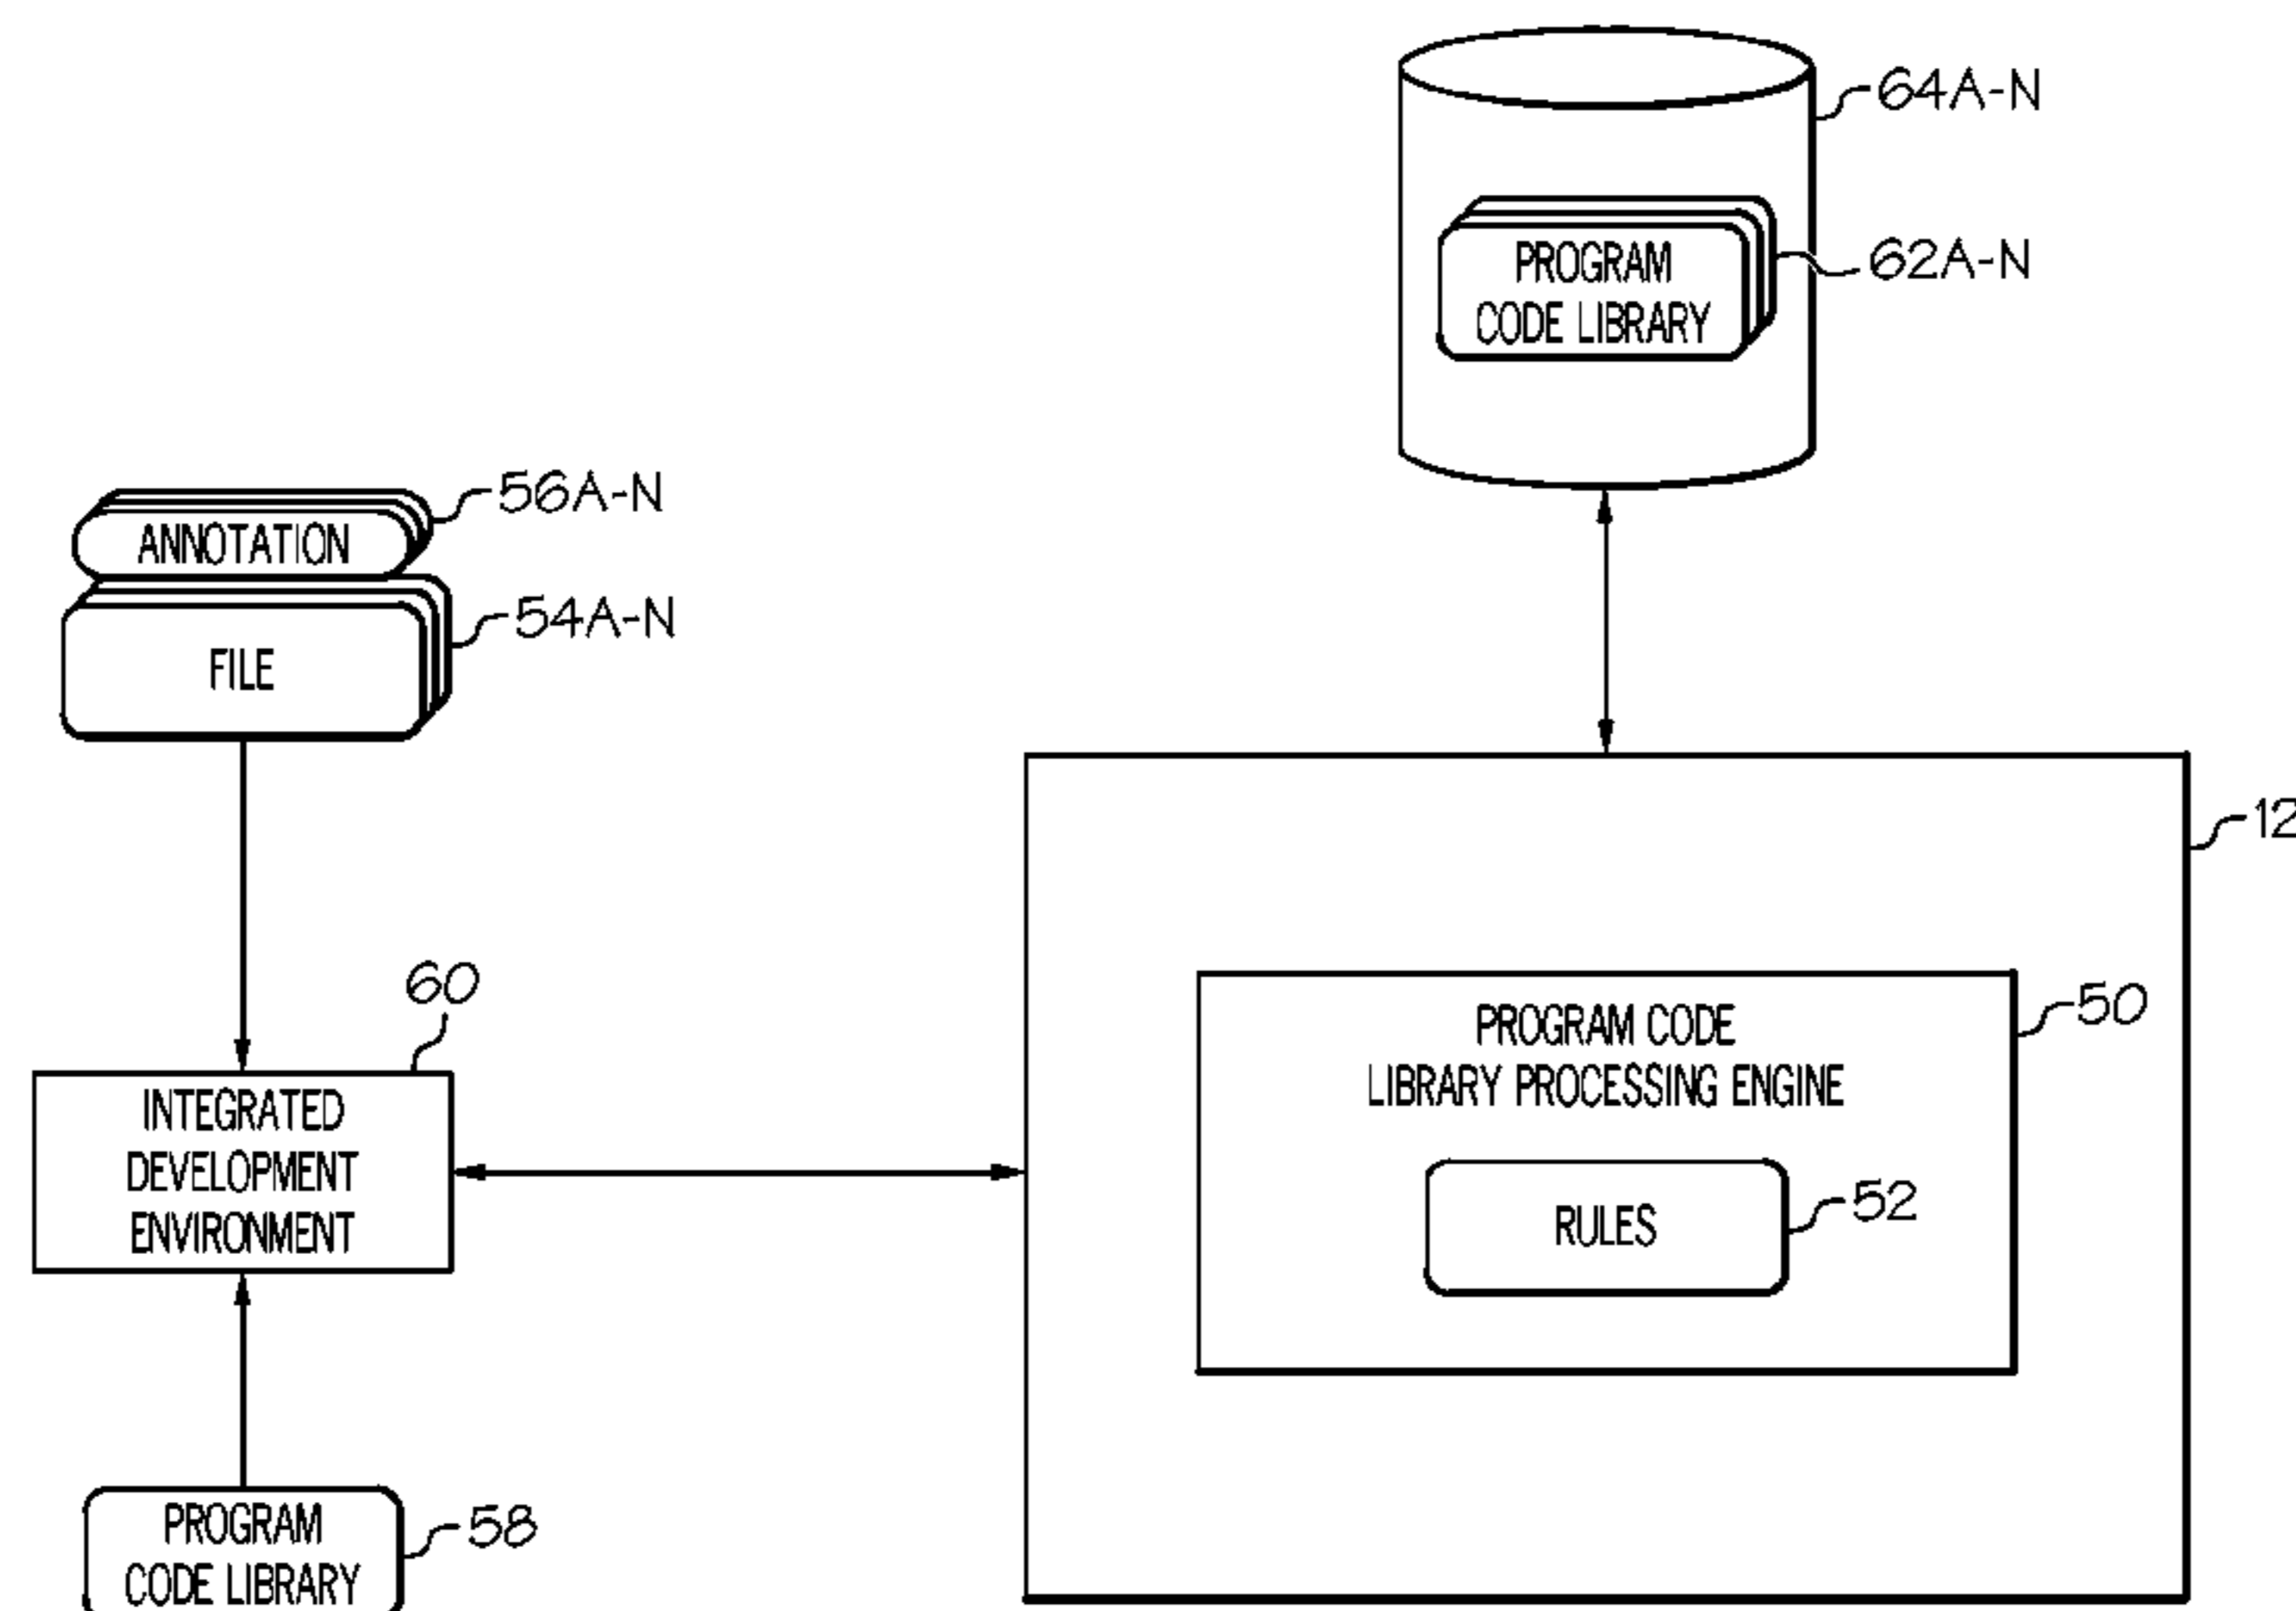 64A-N
PROGRAM
CODE LIBRARY
62A-N
56A-N
ANNOTATION
54A-N
FILE
12
60
INTEGRATED
DEVELOPMENT
ENVIRONMENT
PROGRAM CODE
LIBRARY PROCESSING ENGINE
50
RULES
52
PROGRAM
CODE LIBRARY
58